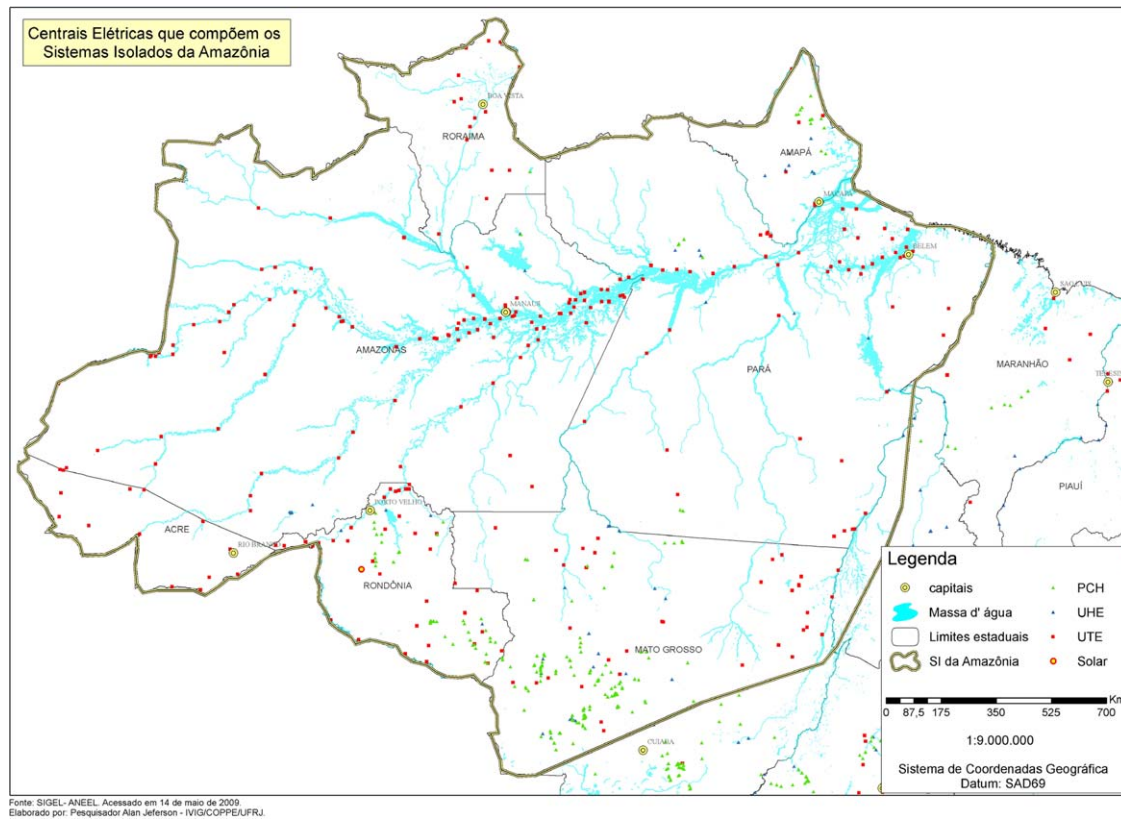 Centrais Elétricas que compõem os
Sistemas Isolados da Amazônia
BOA VISTA
RORAIMA
AMAPÁ
MACAPÁ
BELEM
SAO LUIS
MANAUS
AMAZONAS
PARÁ
MARANHÃO
PIAUÍ
PORTO VELHO
ACRE
RIO BRANCO
RONDÔNIA
MATO GROSSO
CUIABA
Legenda
capitais
Massa d' água
Limites estaduais
SI da Amazônia
PCH
UHE
UTE
Solar
Km
0 87,5 175 350 525 700
1:9.000.000
Sistema de Coordenadas Geográfica
Datum: SAD69
Fonte: SIGEL- ANEEL. Acessado em 14 de maio de 2009.
Elaborado por: Pesquisador Alan Jeferson - IVIG/COPPE/UFRJ.